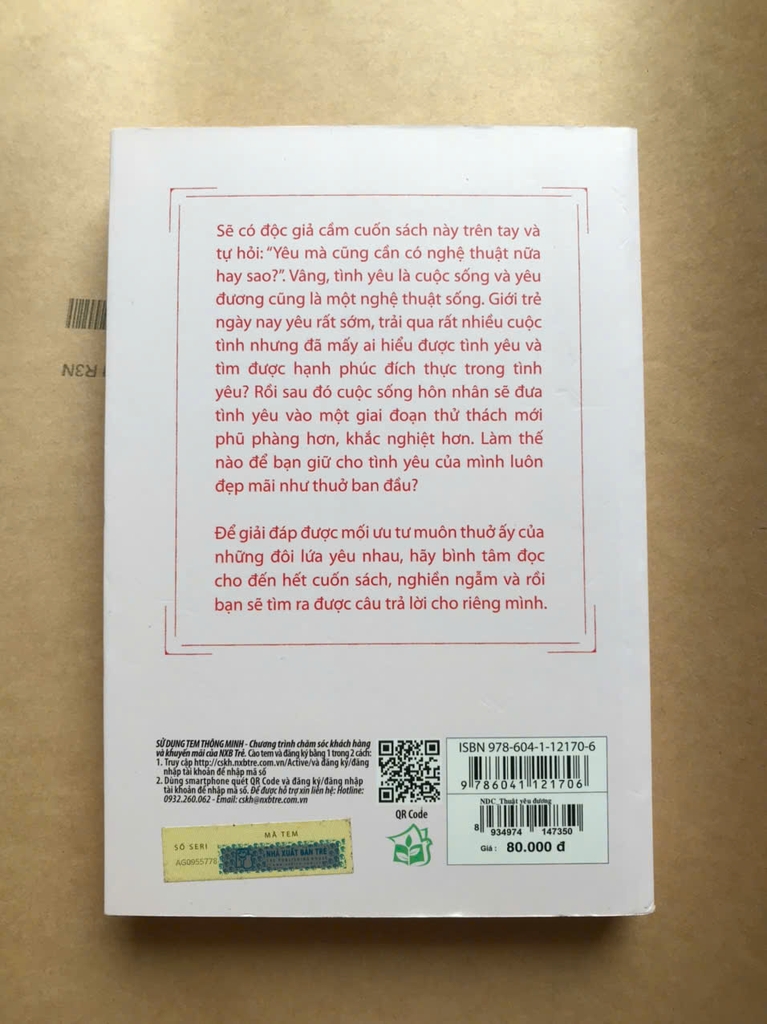 Sẽ có độc giả cầm cuốn sách này trên tay và
tự hỏi: “Yêu mà cũng cần có nghệ thuật nữa
hay sao?”. Vâng, tình yêu là cuộc sống và yêu
đương cũng là một nghệ thuật sống. Giới trẻ
ngày nay yêu rất sớm, trải qua rất nhiều cuộc
tình nhưng đã mấy ai hiểu được tình yêu và
tìm được hạnh phúc đích thực trong tình
yêu? Rồi sau đó cuộc sống hôn nhân sẽ đưa
tình yêu vào một giai đoạn thử thách mới
phũ phàng hơn, khắc nghiệt hơn. Làm thế
nào để bạn giữ cho tình yêu của mình luôn
đẹp mãi như thuở ban đầu?
Để giải đáp được mối ưu tư muôn thuở ấy của
những đôi lứa yêu nhau, hãy bình tâm đọc
cho đến hết cuốn sách, nghiền ngẫm và rồi
bạn sẽ tìm ra được câu trả lời cho riêng mình.
SỬ DỤNG TEM THÔNG MINH - Chương trình chăm sóc khách hàng
và khuyến mãi của NXB Trẻ. Cào tem và đăng ký bằng 1 trong 2 cách:
1. Truy cập http://cskh.nxbtre.com.vn/Active/và đăng ký/đăng
nhập tài khoản để nhập mã số
2. Dùng smartphone quét QR Code và đăng ký/đăng nhập
tài khoản để nhập mã số. Để được hỗ trợ xin liên hệ: Hotline:
0932.260.062 - Email: cskh@nxbtre.com.vn
QR Code
MÃ TEM
SỐ SERI
AG0955778
NHÀ XUẤT BẢN TRẺ
ISBN 978-604-1-12170-6
9 786041 121706
NDC_Thuật yêu đương
8 934974 147350
Giá : 80.000 đ
R3N